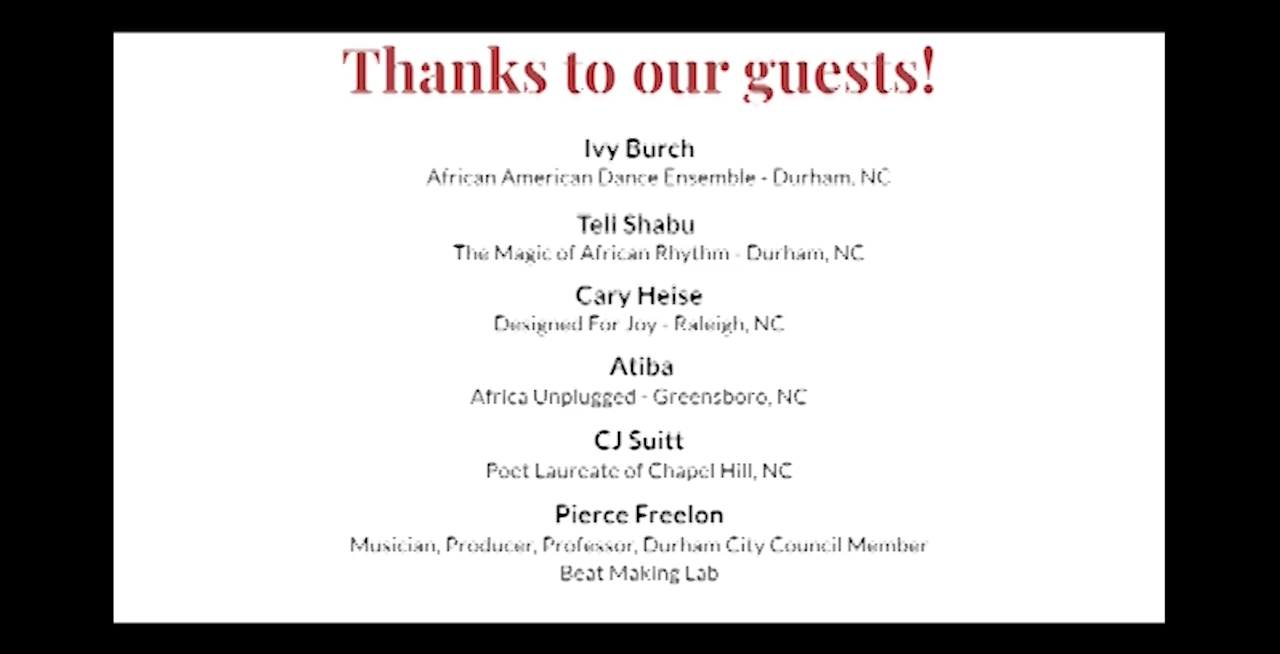 Thanks to our guests!
Ivy Burch
African American Dance Ensemble - Durham, NC
Teli Shabu
The Magic of African Rhythm - Durham, NC
Cary Heise
Designed For Joy - Raleigh, NC
Atiba
Africa Unplugged - Greensboro, NC
CJ Suitt
Poet Laureate of Chapel Hill, NC
Pierce Freelon
Musician, Producer, Professor, Durham City Council Member
Beat Making Lab